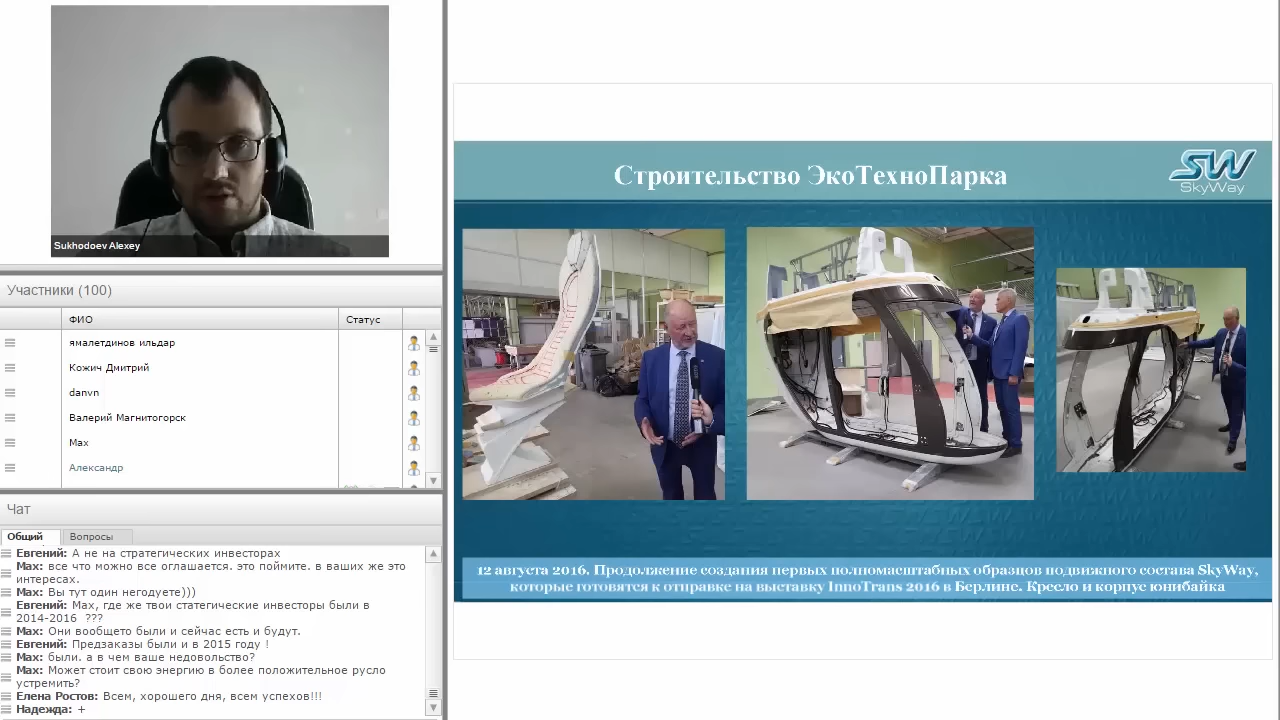 Sukhodoev Alexey
Участники (100)
ФИО
Статус
ямалетдинов ильдар
Кожич Дмитрий
danvn
Валерий Магнитогорск
Max
Александр
Чат
Общий
Вопросы
Евгений: А не на стратегических инвесторах
Max: все что можно все оглашается. это поймите. в ваших же это
интересах.
Max: Вы тут один негодуете)))
Евгений: Мах, где же твои статегические инвесторы были в
2014-2016 ???
Max: Они вообщето были и сейчас есть и будут.
Евгений: Предзаказы были и в 2015 году !
Max: были. а в чем ваше недовольство?
Max: Может стоит свою энергию в более положительное русло
устремить?
Елена Ростов: Всем, хорошего дня, всем успехов!!!
Надежда: +
Строительство ЭкоТехноПарка
SW
SkyWay
12 августа 2016. Продолжение создания первых полномасштабных образцов подвижного состава SkyWay,
которые готовятся к отправке на выставку InnoTrans 2016 в Берлине. Кресло и корпус юнибайка